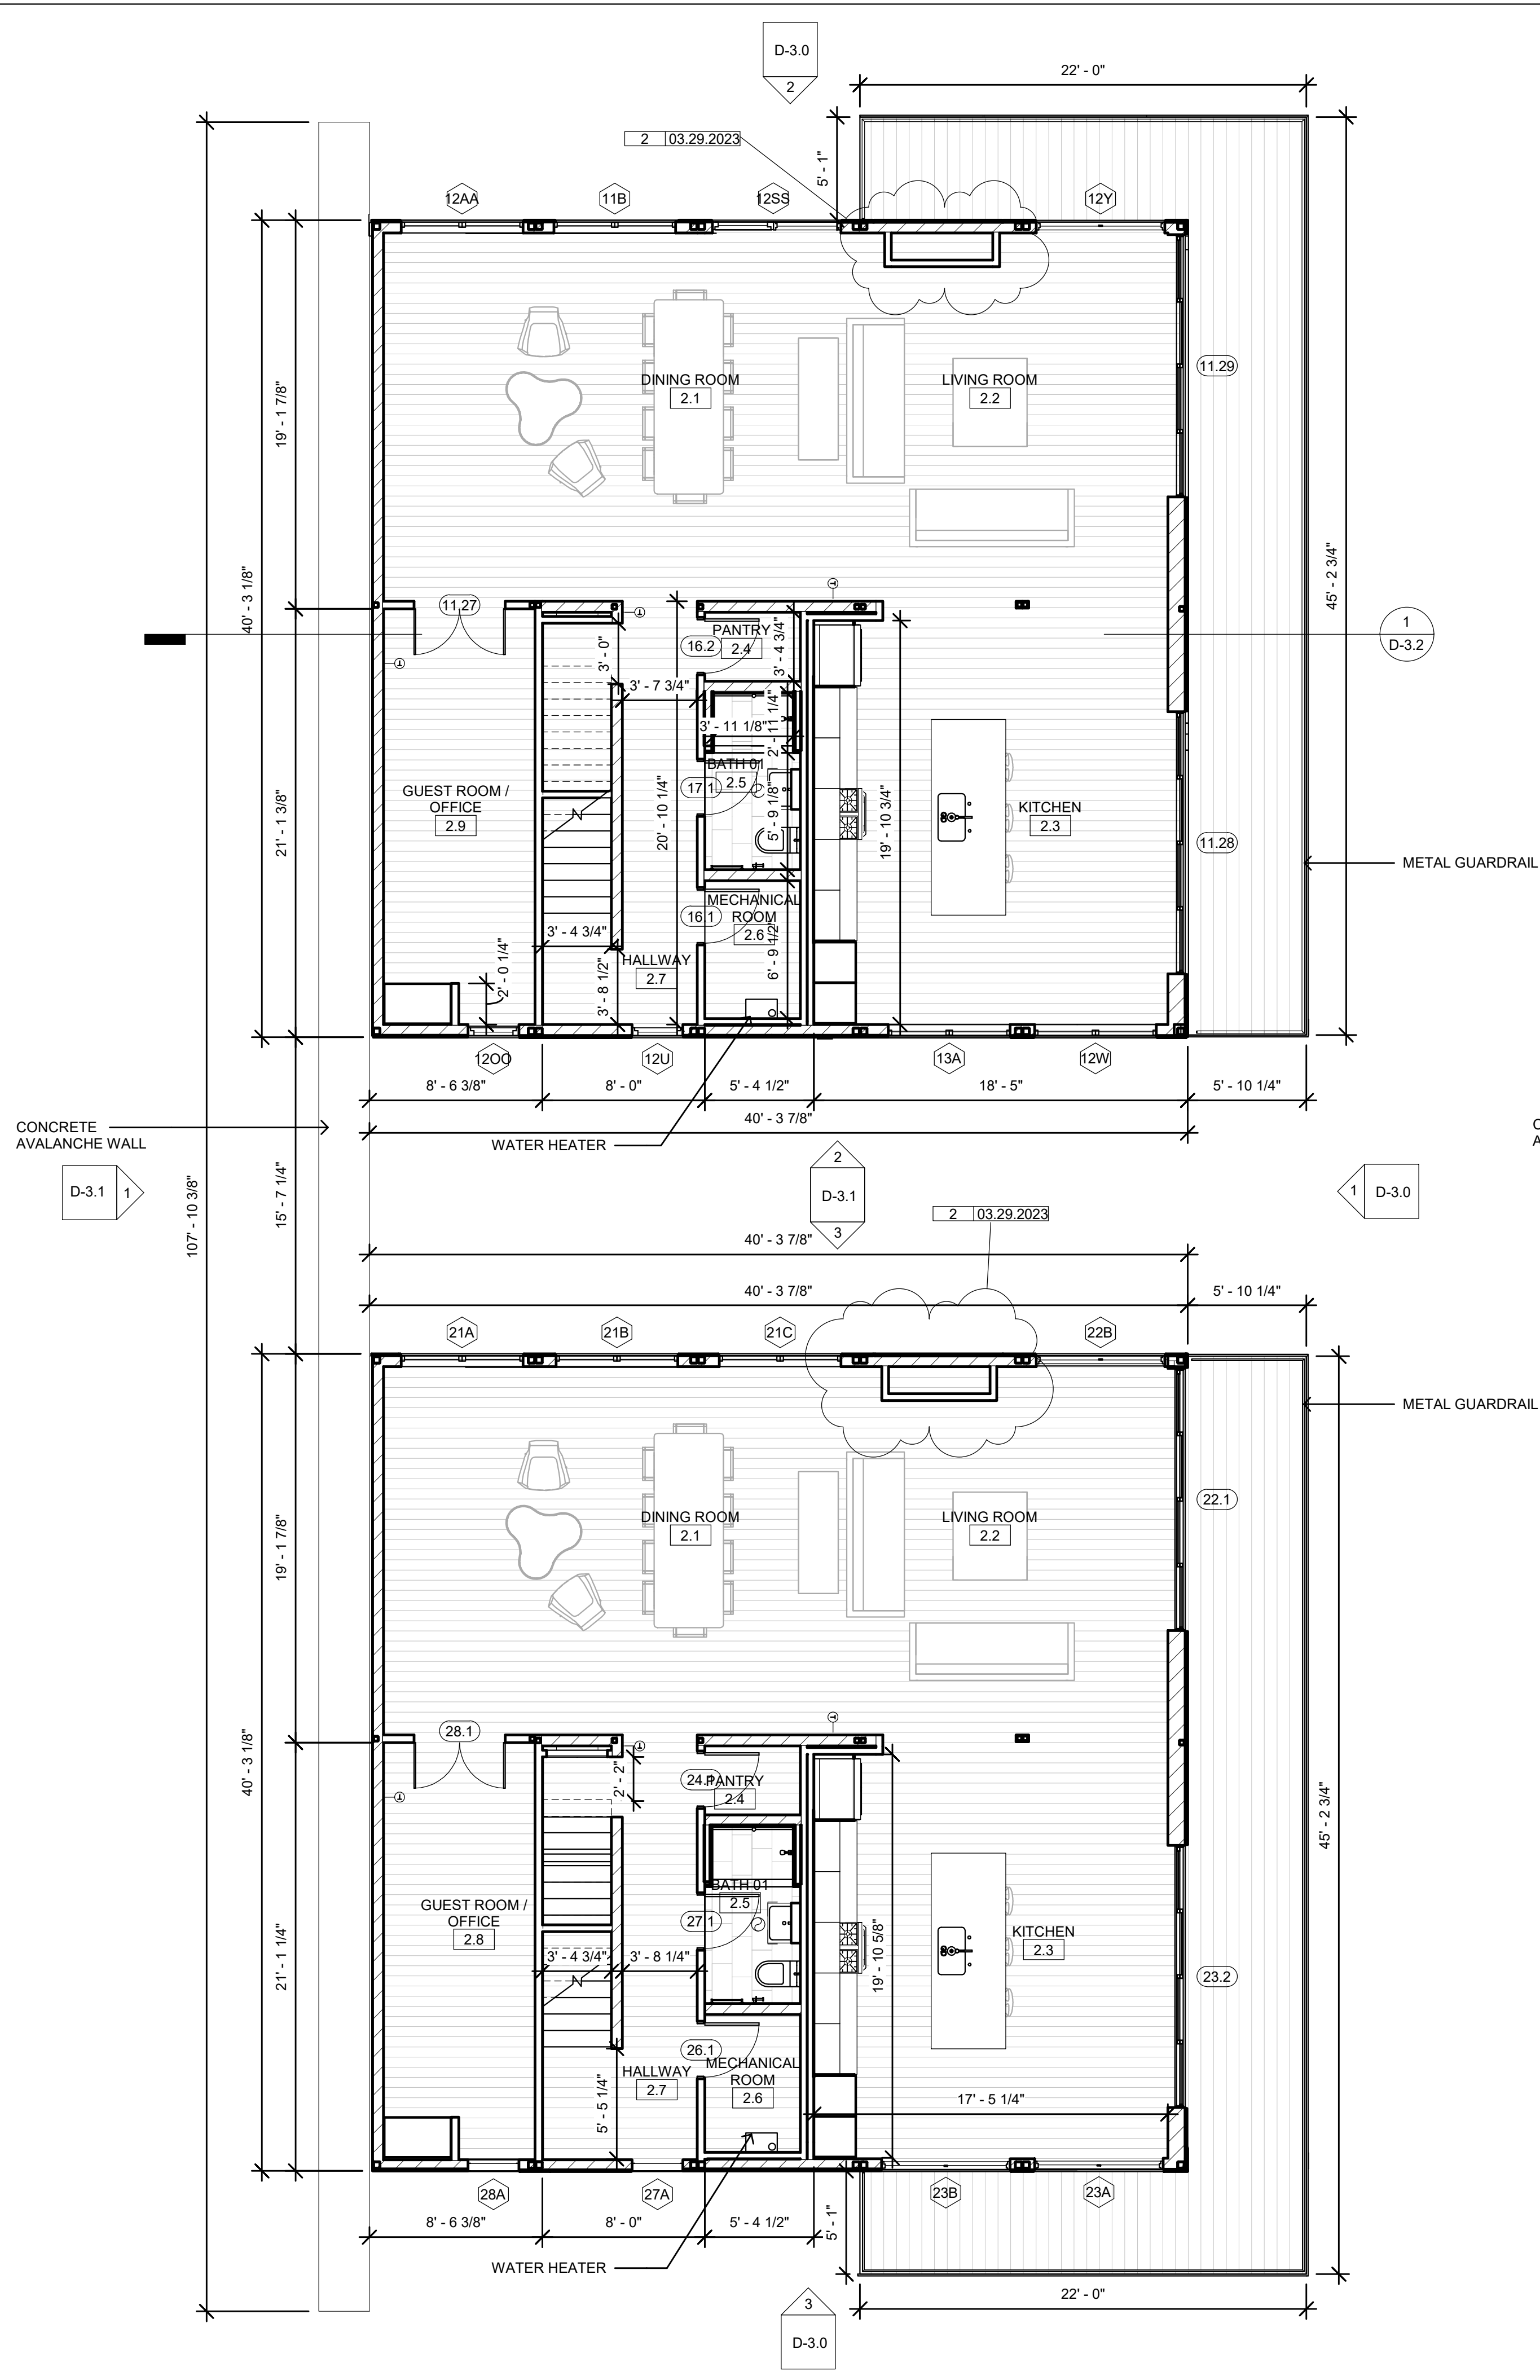 D-3.0
2
22' - 0"
2 03.29.2023
5' - 1"
12AA
11B
12SS
12Y
11.29
DINING ROOM
2.1
LIVING ROOM
2.2
19' - 1 7/8"
40' - 3 1/8"
45' - 2 3/4"
11.27
T
T
T
16.2
PANTRY
2.4
3' - 4 3/4"
3' - 0"
3' - 7 3/4"
1
D-3.2
3' - 11 1/8"
2' - 11 1/4"
BATH 01
2.5
17.1
5' - 9 1/8"
GUEST ROOM /
OFFICE
2.9
20' - 10 1/4"
19' - 10 3/4"
KITCHEN
2.3
21' - 1 3/8"
11.28
METAL GUARDRAIL
MECHANICAL
ROOM
2.6
16.1
3' - 4 3/4"
2' - 0 1/4"
3' - 8 1/2"
HALLWAY
2.7
6' - 9 1/2"
12OO
12U
13A
12W
8' - 6 3/8"
8' - 0"
5' - 4 1/2"
18' - 5"
5' - 10 1/4"
40' - 3 7/8"
CONCRETE
AVALANCHE WALL
WATER HEATER
D-3.1
1
107' - 10 3/8"
15' - 7 1/4"
2
D-3.1
3
1
D-3.0
C
A
2 03.29.2023
40' - 3 7/8"
40' - 3 7/8"
5' - 10 1/4"
21A
21B
21C
22B
METAL GUARDRAIL
22.1
DINING ROOM
2.1
LIVING ROOM
2.2
19' - 1 7/8"
40' - 3 1/8"
45' - 2 3/4"
28.1
T
T
T
2' - 2"
24.1
PANTRY
2.4
BATH 01
2.5
27.1
GUEST ROOM /
OFFICE
2.8
3' - 4 3/4"
3' - 8 1/4"
19' - 10 5/8"
KITCHEN
2.3
23.2
21' - 1 1/4"
26.1
MECHANICAL
ROOM
2.6
HALLWAY
2.7
5' - 5 1/4"
17' - 5 1/4"
28A
27A
23B
23A
8' - 6 3/8"
8' - 0"
5' - 4 1/2"
5' - 1"
WATER HEATER
22' - 0"
3
D-3.0